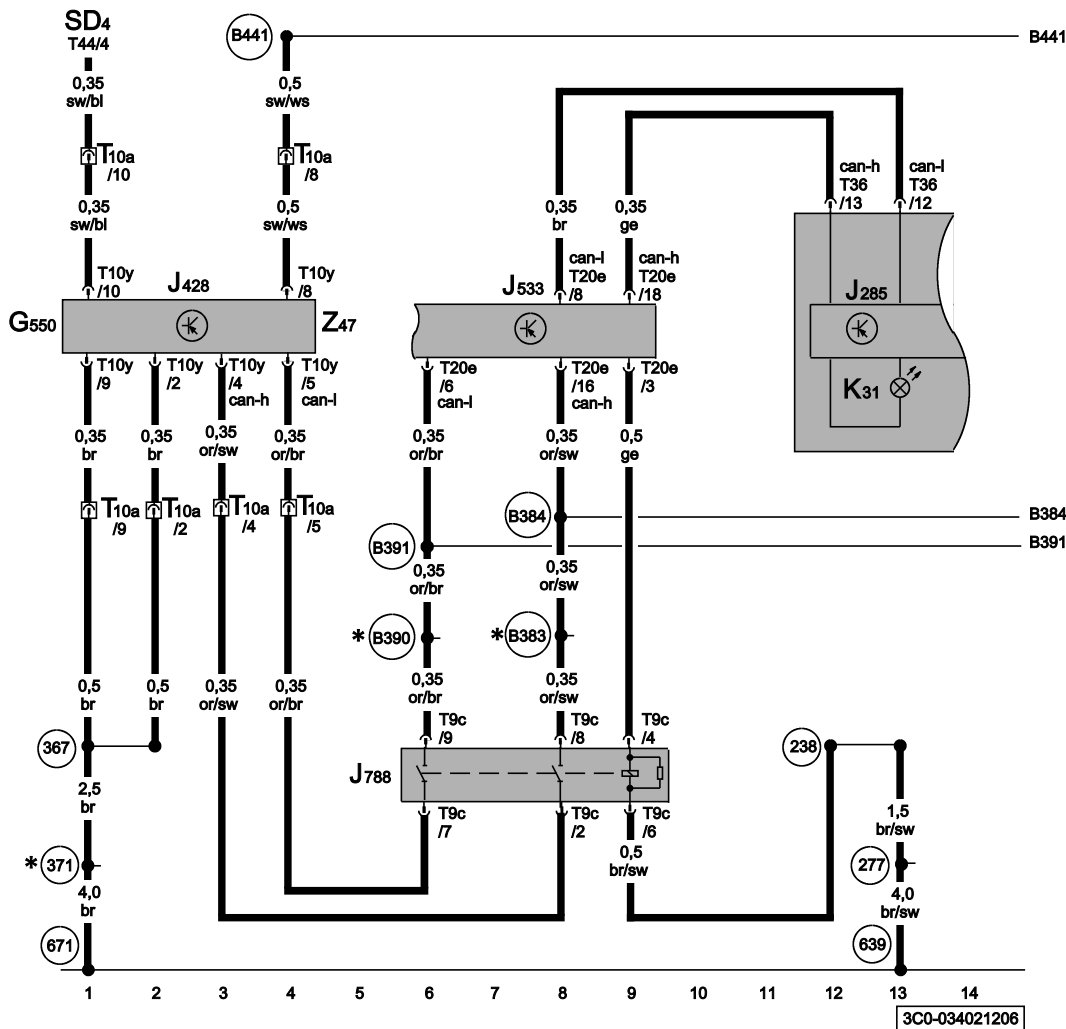 SD4
T44/4
B441
B441
0,35
sw/bl
0,5
sw/ws
T10a
/10
T10a
/8
can-h
T36
/13
can-l
T36
/12
0,35
sw/bl
0,5
sw/ws
0,35
br
0,35
ge
T10y
/10
J428
T10y
/8
can-l
T20e
/8
J533
can-h
T20e
/18
J285
G550
Z47
K31
T10y
/9
T10y
/2
T10y
/4
can-h
T10y
/5
can-l
T20e
/6
can-l
T20e
/16
can-h
T20e
/3
0,35
br
0,35
br
0,35
or/sw
0,35
or/br
0,35
or/br
0,35
or/sw
0,5
ge
T10a
/9
T10a
/2
T10a
/4
T10a
/5
B384
B384
B391
B391
0,35
or/br
0,35
or/sw
*
B390
*
B383
0,5
br
0,5
br
0,35
or/sw
0,35
or/br
0,35
or/br
0,35
or/sw
T9c
/9
T9c
/8
T9c
/4
367
238
J788
2,5
br
T9c
/7
T9c
/2
T9c
/6
1,5
br/sw
0,5
br/sw
*
371
277
4,0
br
4,0
br/sw
671
639
1 2 3 4 5 6 7 8 9 10 11 12 13 14
3C0-034021206